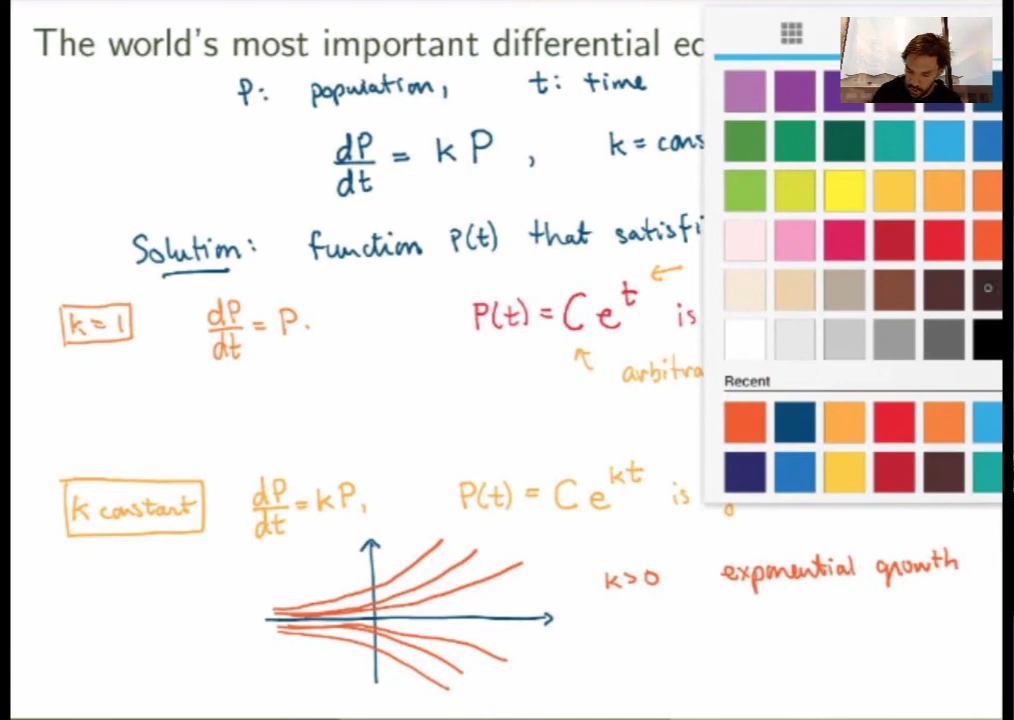 The world's most important differential
P: population, t: time
dP/dt = k P, k = cons
Solution: function P(t) that satisfi
k = 1 dP/dt = P. P(t) = C e^t is
arbitra
Recent
k constant dP/dt = kP, P(t) = C e^kt is
k>0 exponential growth